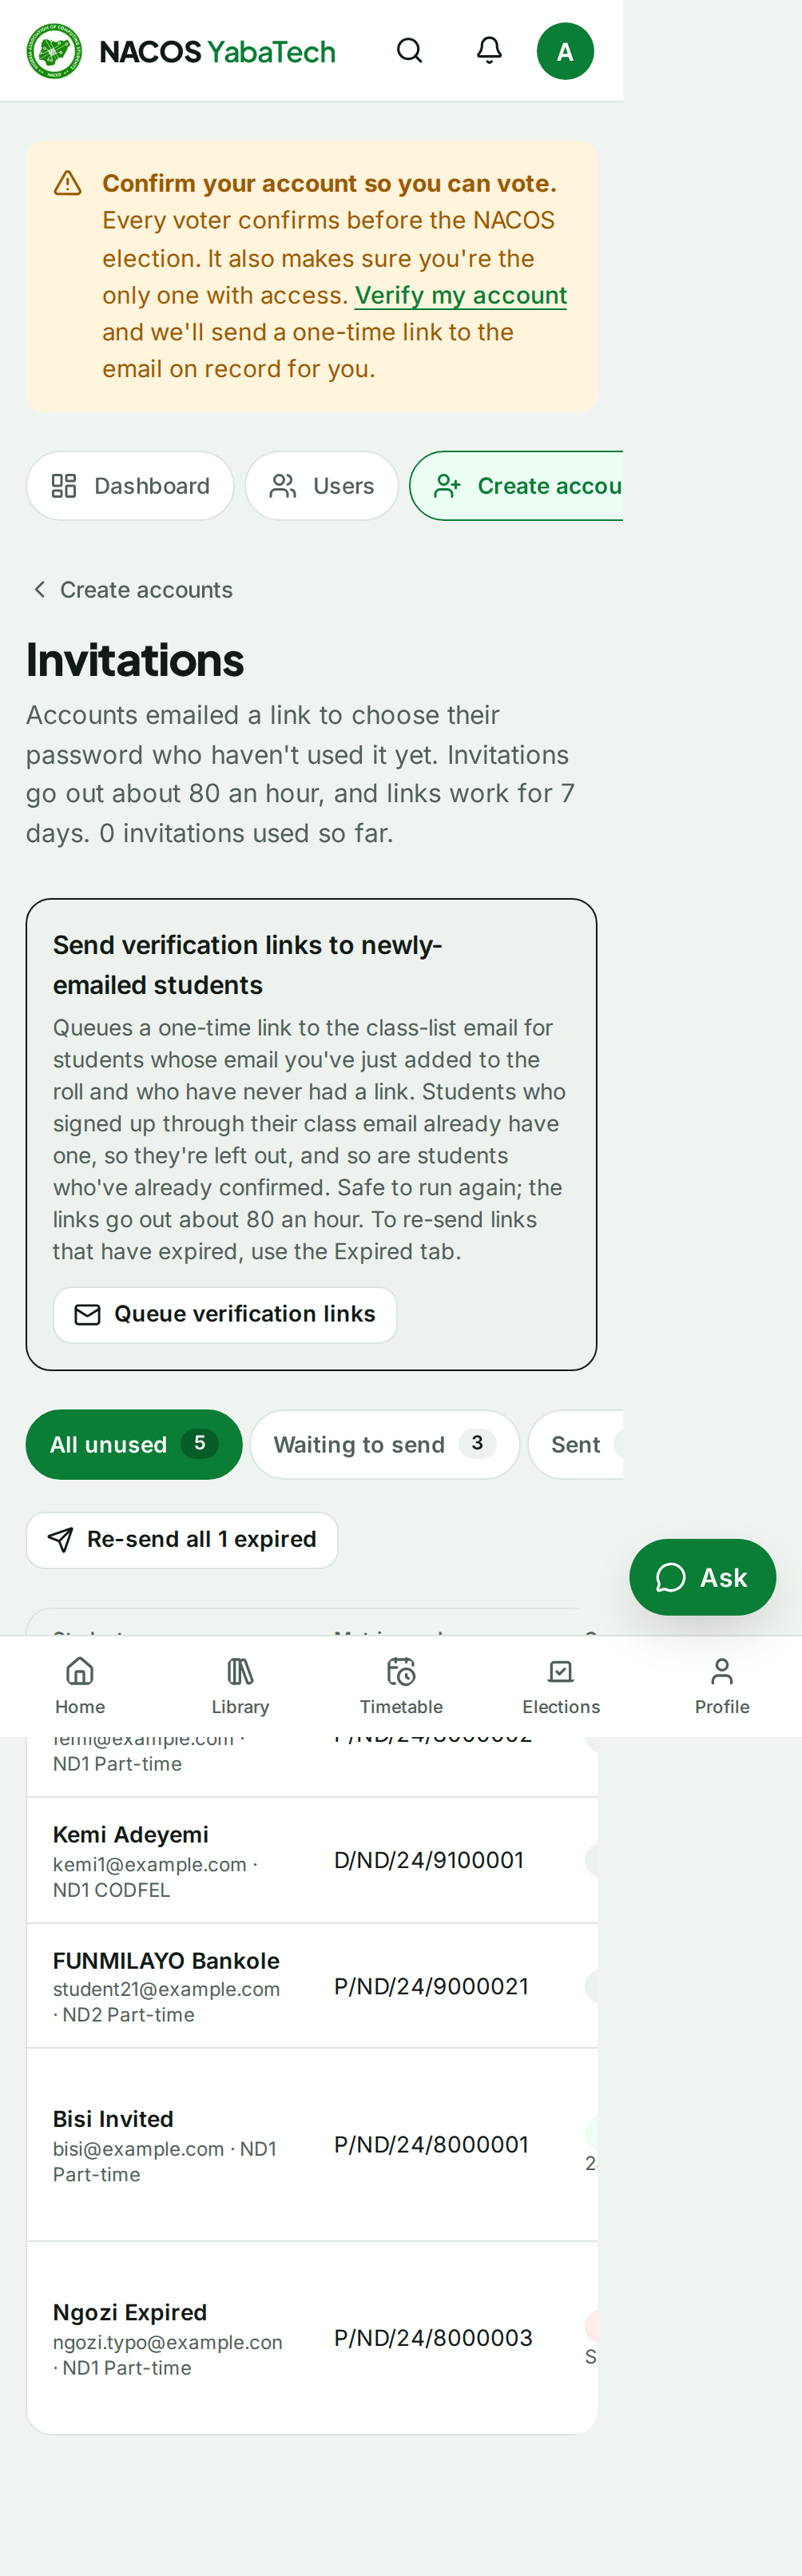 NACOS YabaTech
A
Confirm your account so you can vote.
Every voter confirms before the NACOS
election. It also makes sure you're the
only one with access. Verify my account
and we'll send a one-time link to the
email on record for you.
Dashboard
Users
Create accou
Create accounts
Invitations
Accounts emailed a link to choose their
password who haven't used it yet. Invitations
go out about 80 an hour, and links work for 7
days. 0 invitations used so far.
Send verification links to newly-
emailed students
Queues a one-time link to the class-list email for
students whose email you've just added to the
roll and who have never had a link. Students who
signed up through their class email already have
one, so they're left out, and so are students
who've already confirmed. Safe to run again; the
links go out about 80 an hour. To re-send links
that have expired, use the Expired tab.
Queue verification links
All unused 5
Waiting to send 3
Sent
Re-send all 1 expired
Ask
Home
Library
Timetable
Elections
Profile
femi@example.com ·
ND1 Part-time
P/ND/24/8000002
Kemi Adeyemi
kemi1@example.com ·
ND1 CODFEL
D/ND/24/9100001
FUNMILAYO Bankole
student21@example.com
· ND2 Part-time
P/ND/24/9000021
Bisi Invited
bisi@example.com · ND1
Part-time
P/ND/24/8000001
2
Ngozi Expired
ngozi.typo@example.con
· ND1 Part-time
P/ND/24/8000003
S